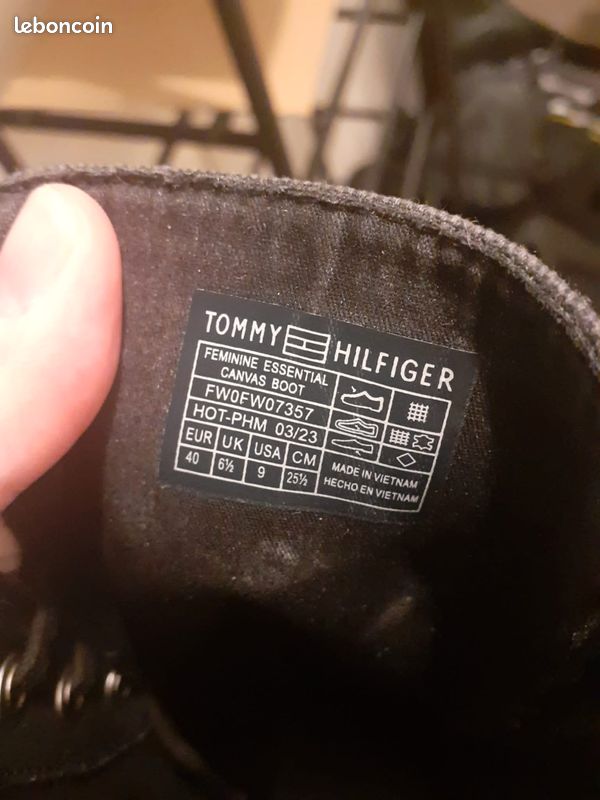 leboncoin
TOMMY HILFIGER
FEMININE ESSENTIAL
CANVAS BOOT
FW0FW07357
HOT-PHM 03/23
EUR UK USA CM
40 6½ 9 25½
MADE IN VIETNAM
HECHO EN VIETNAM